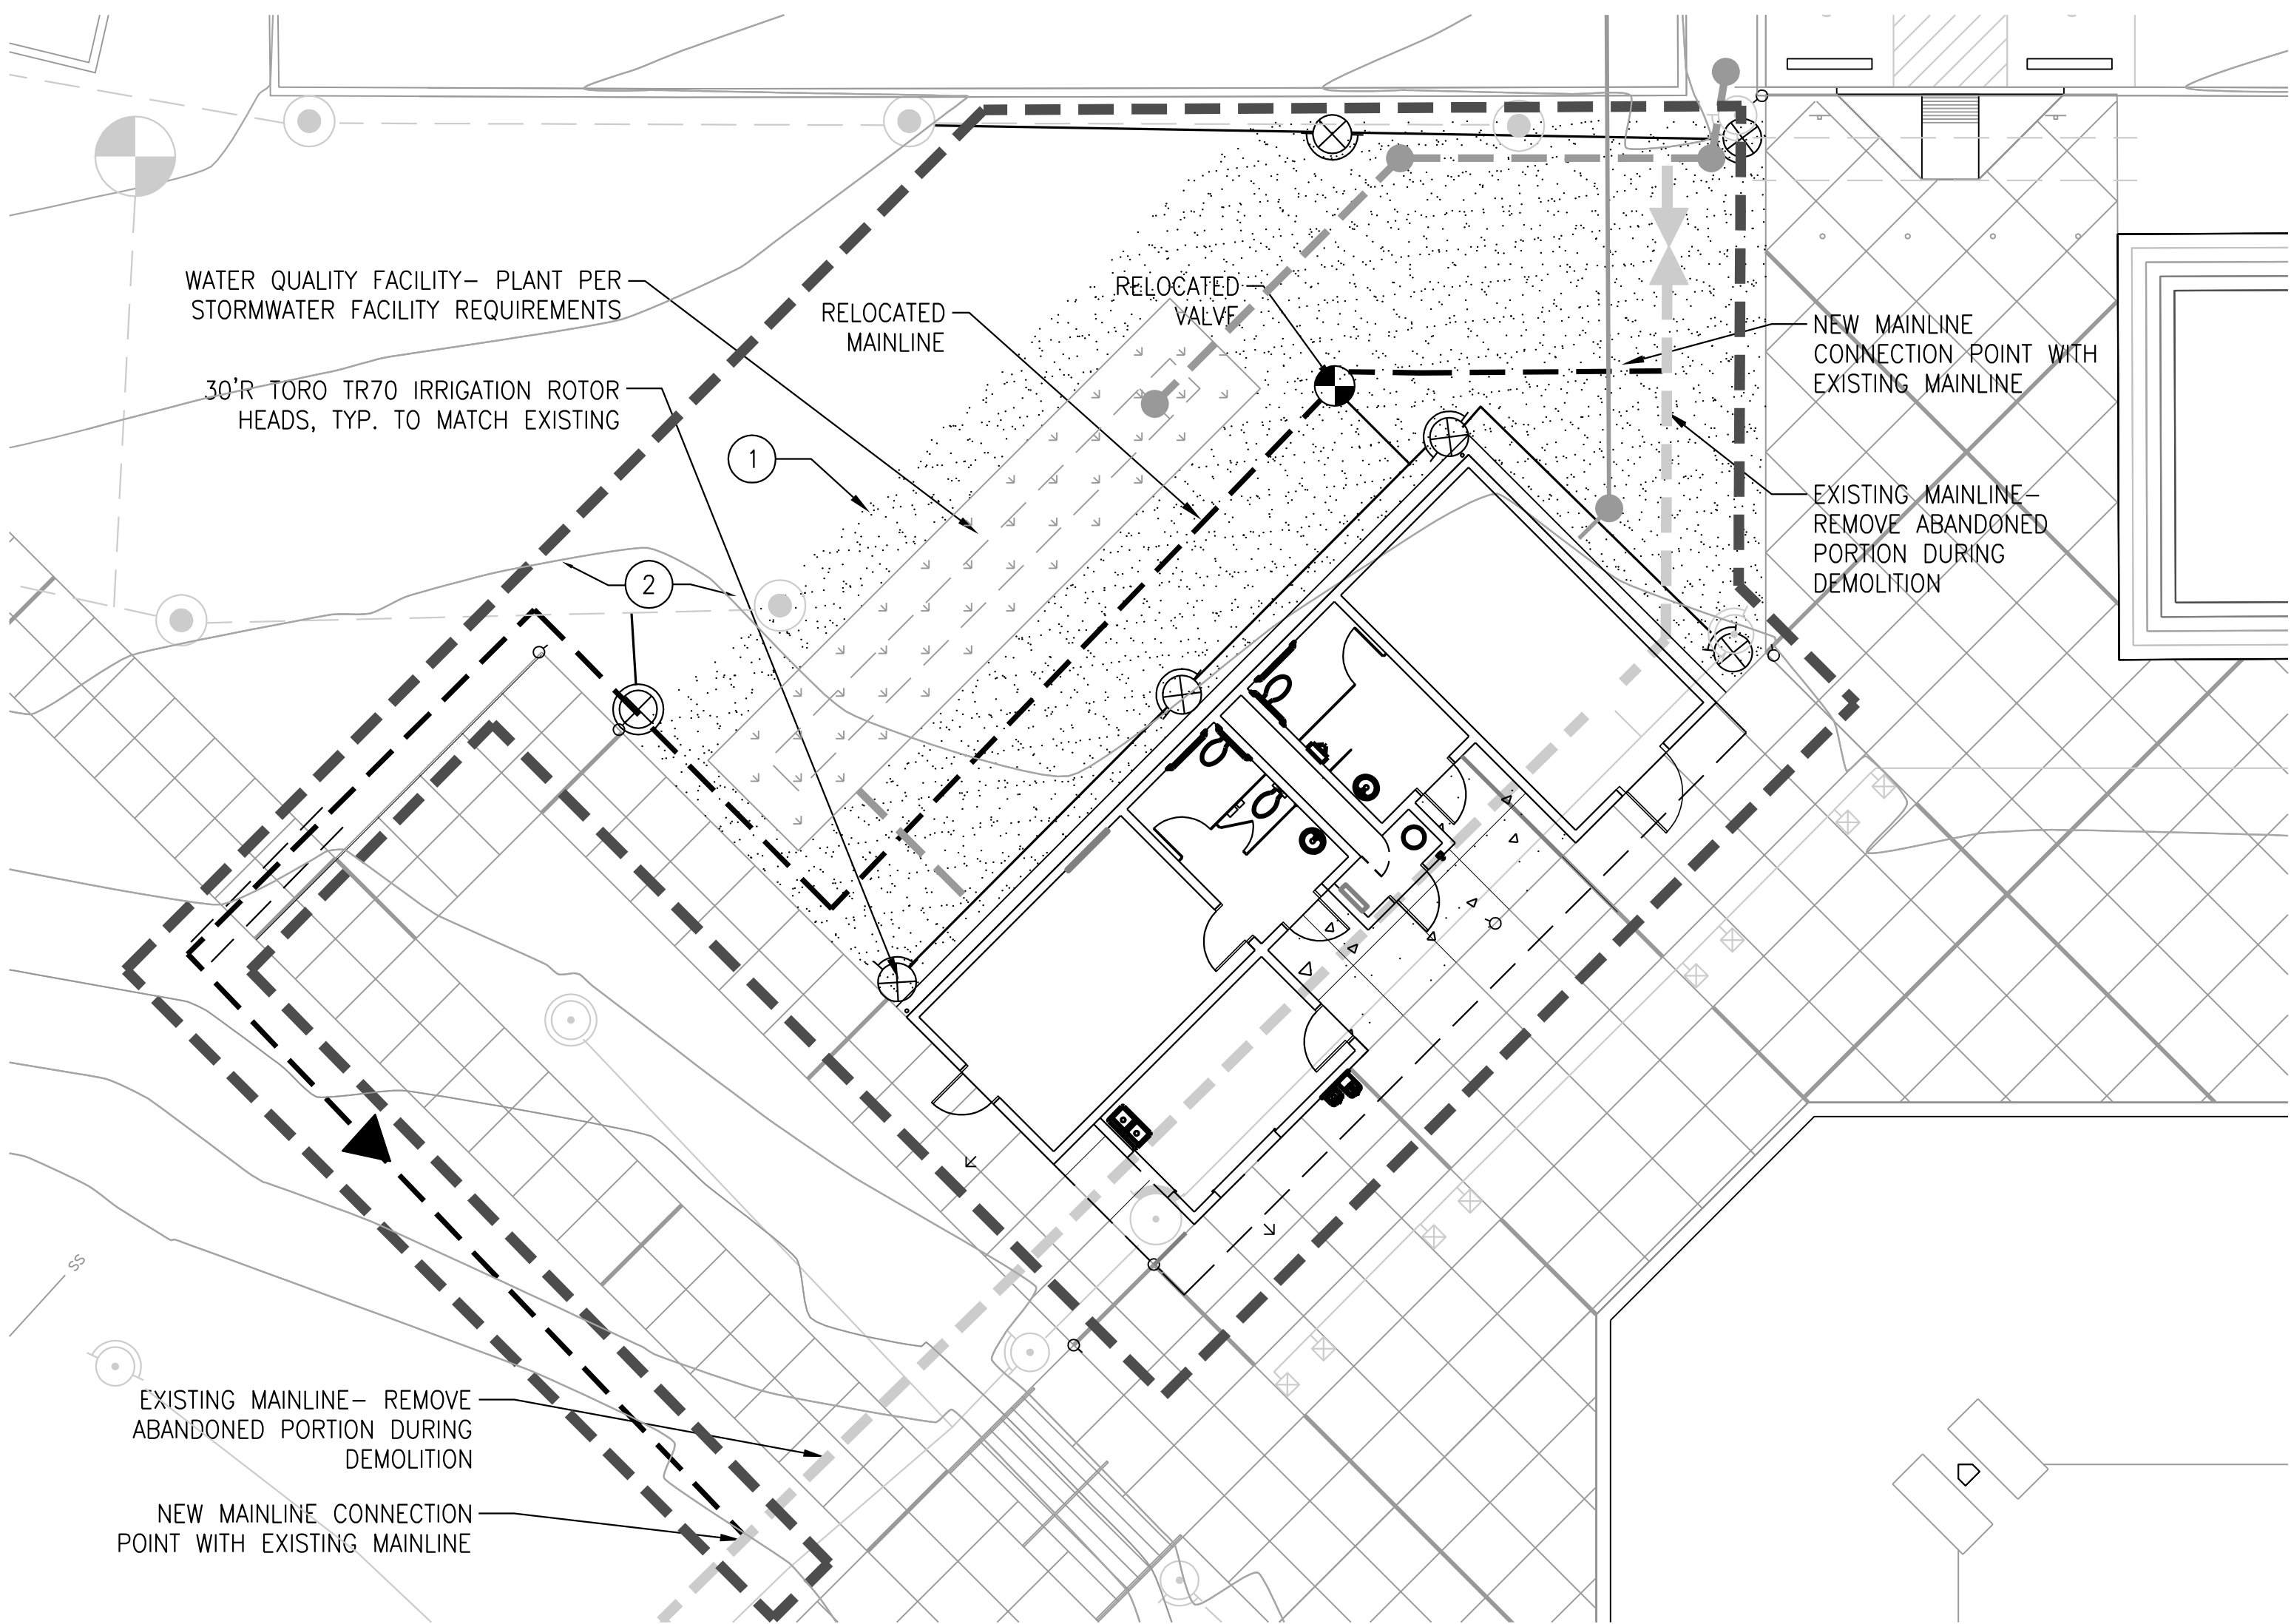 WATER QUALITY FACILITY- PLANT PER
STORMWATER FACILITY REQUIREMENTS
RELOCATED
MAINLINE
RELOCATED
VALVE
NEW MAINLINE
CONNECTION POINT WITH
EXISTING MAINLINE
30'R TORO TR70 IRRIGATION ROTOR
HEADS, TYP. TO MATCH EXISTING
1
EXISTING MAINLINE-
REMOVE ABANDONED
PORTION DURING
DEMOLITION
2
SS
EXISTING MAINLINE- REMOVE
ABANDONED PORTION DURING
DEMOLITION
NEW MAINLINE CONNECTION
POINT WITH EXISTING MAINLINE